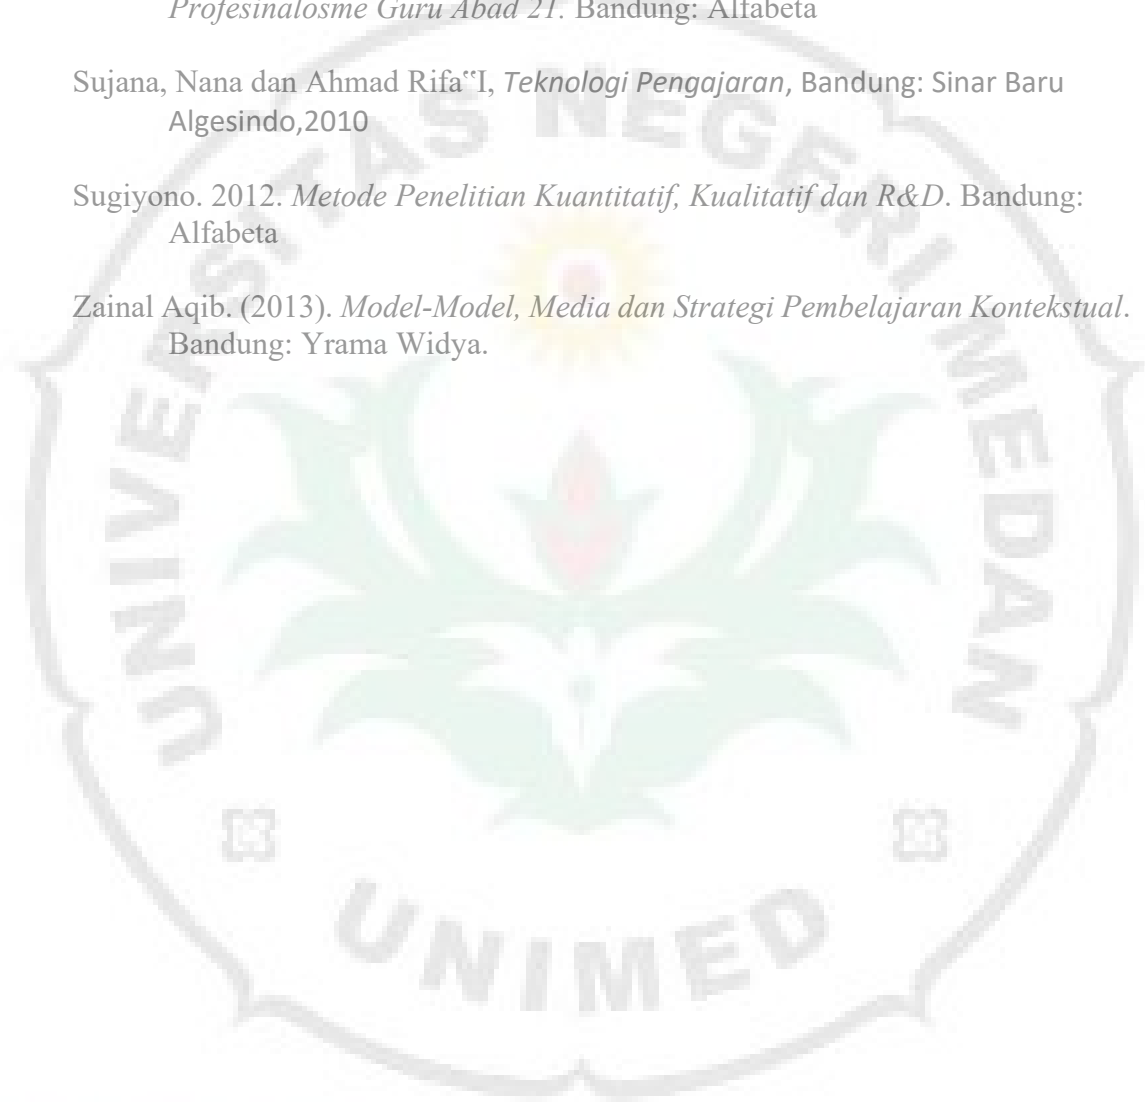 Profesinalosme Guru Abad 21. Bandung: Alfabeta
Sujana, Nana dan Ahmad Rifa‟I, Teknologi Pengajaran, Bandung: Sinar Baru
Algesindo,2010
Sugiyono. 2012. Metode Penelitian Kuantitatif, Kualitatif dan R&D. Bandung:
Alfabeta
Zainal Aqib. (2013). Model-Model, Media dan Strategi Pembelajaran Kontekstual.
Bandung: Yrama Widya.
UNIVERSITAS NEGERI MEDAN
UNIMED